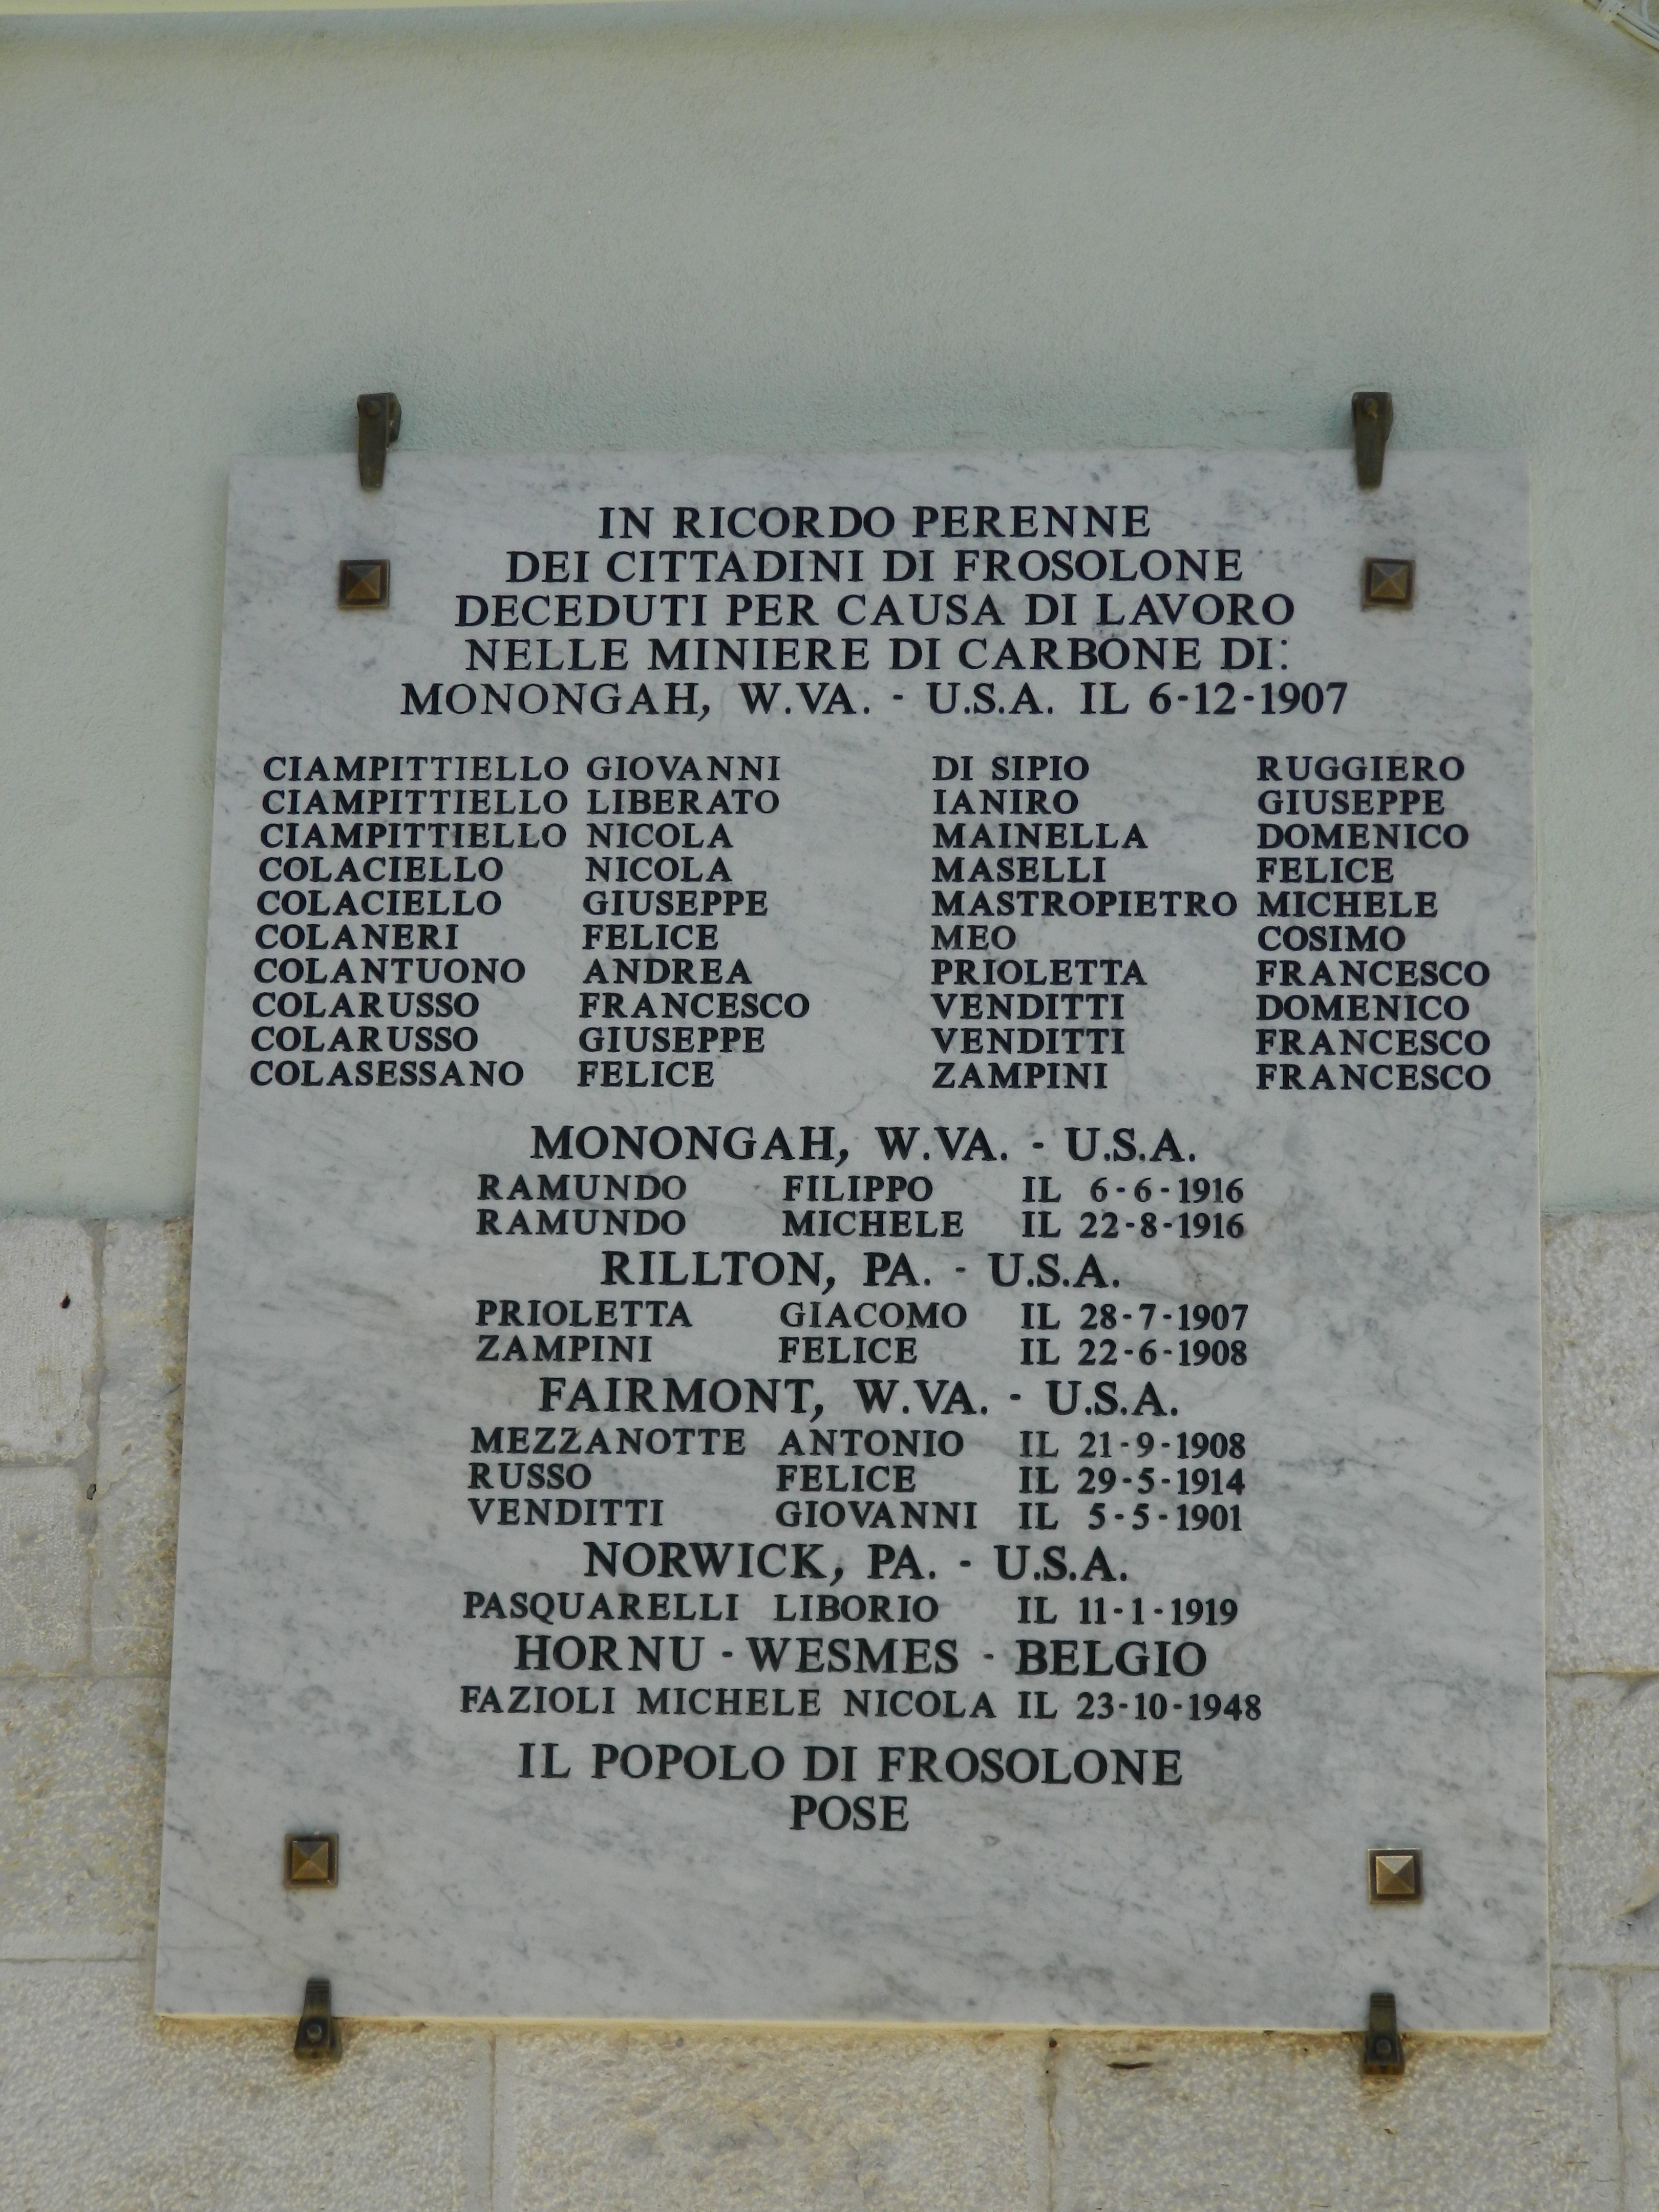 IN RICORDO PERENNE
DEI CITTADINI DI FROSOLONE
DECEDUTI PER CAUSA DI LAVORO
NELLE MINIERE DI CARBONE DI:
MONONGAH, W.VA. - U.S.A. IL 6-12-1907
CIAMPITTIELLO GIOVANNI DI SIPIO RUGGIERO
CIAMPITTIELLO LIBERATO IANIRO GIUSEPPE
CIAMPITTIELLO NICOLA MAINELLA DOMENICO
COLACIELLO NICOLA MASELLI FELICE
COLACIELLO GIUSEPPE MASTROPIETRO MICHELE
COLANERI FELICE MEO COSIMO
COLANTUONO ANDREA PRIOLETTA FRANCESCO
COLARUSSO FRANCESCO VENDITTI DOMENICO
COLARUSSO GIUSEPPE VENDITTI FRANCESCO
COLASESSANO FELICE ZAMPINI FRANCESCO
MONONGAH, W.VA. - U.S.A.
RAMUNDO FILIPPO IL 6-6-1916
RAMUNDO MICHELE IL 22-8-1916
RILLTON, PA. - U.S.A.
PRIOLETTA GIACOMO IL 28-7-1907
ZAMPINI FELICE IL 22-6-1908
FAIRMONT, W.VA. - U.S.A.
MEZZANOTTE ANTONIO IL 21-9-1908
RUSSO FELICE IL 29-5-1914
VENDITTI GIOVANNI IL 5-5-1901
NORWICK, PA. - U.S.A.
PASQUARELLI LIBORIO IL 11-1-1919
HORNU - WESMES - BELGIO
FAZIOLI MICHELE NICOLA IL 23-10-1948
IL POPOLO DI FROSOLONE
POSE